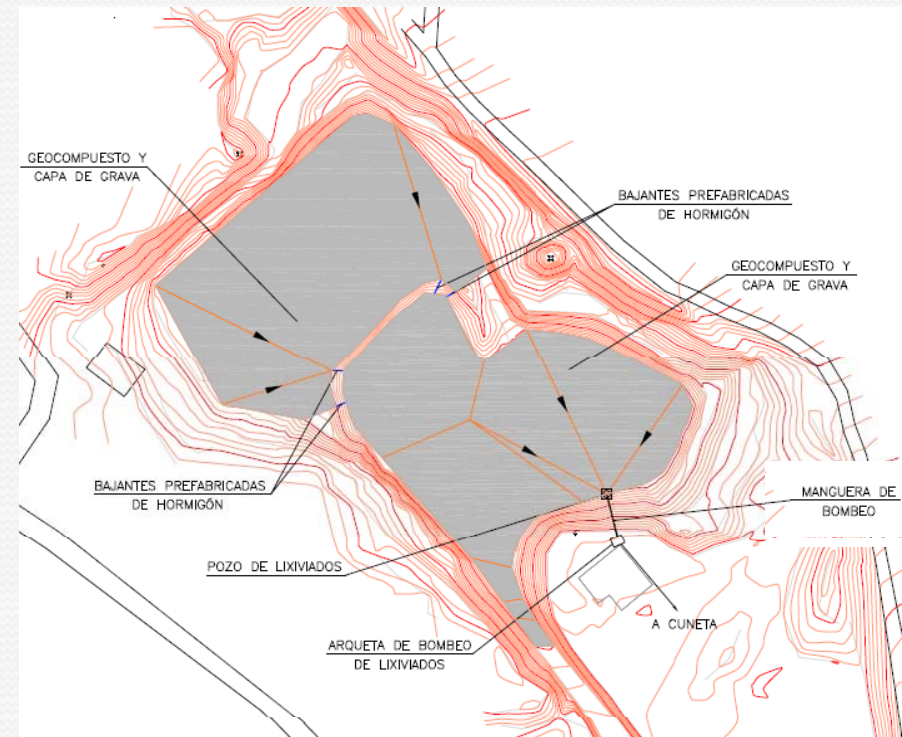 GEOCOMPUESTO Y
CAPA DE GRAVA
BAJANTES PREFABRICADAS
DE HORMIGÓN
GEOCOMPUESTO Y
CAPA DE GRAVA
BAJANTES PREFABRICADAS
DE HORMIGÓN
MANGUERA DE
BOMBEO
POZO DE LIXIVIADOS
A CUNETA
ARQUETA DE BOMBEO
DE LIXIVIADOS